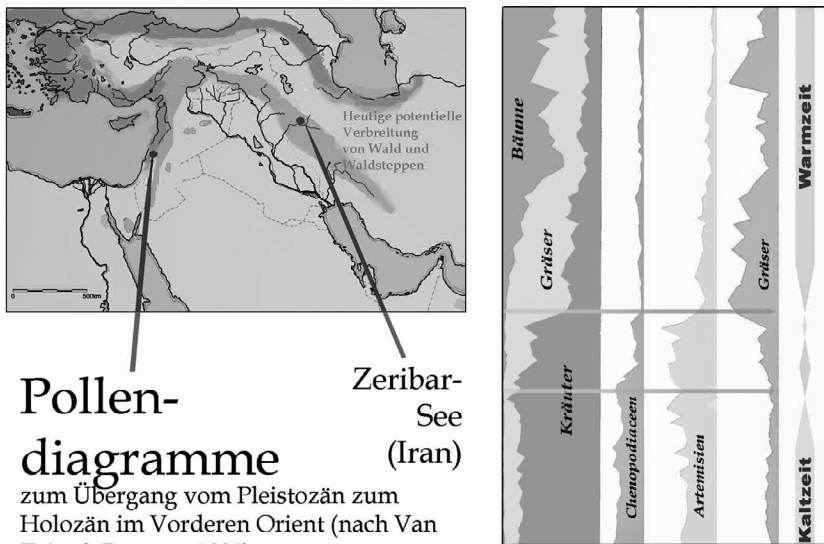 Heutige potentielle
Verbreitung
von Wald und
Waldsteppen
500km
Pollen-
diagramme
zum Übergang vom Pleistozän zum
Holozän im Vorderen Orient (nach Van
Zeribar-
See
(Iran)
Bäume
Gräser
Kräuter
Chenopodiaceen
Artemisien
Gräser
Warmzeit
Kaltzeit